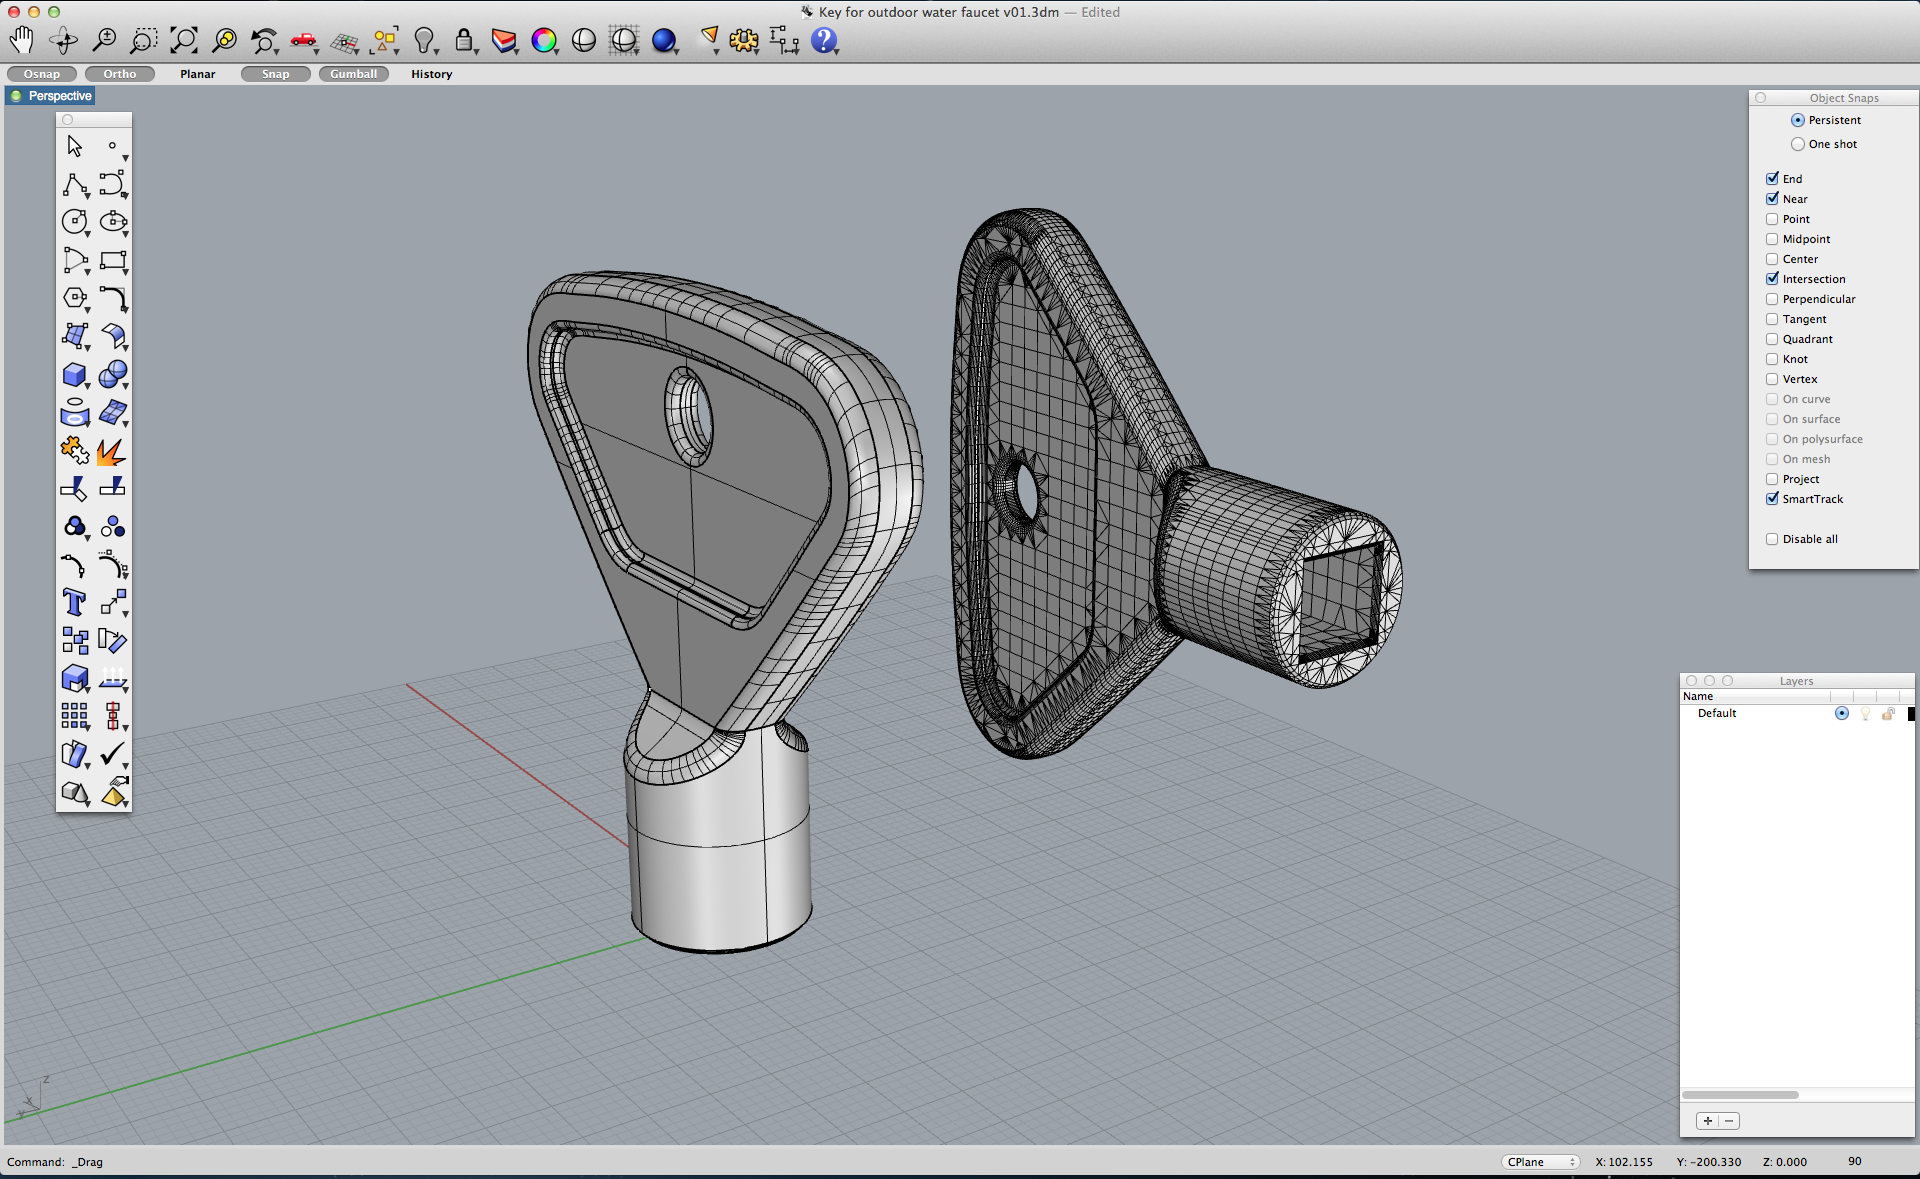 Key for outdoor water faucet v01.3dm — Edited
Osnap Ortho Planar Snap Gumball History
Perspective
Object Snaps
Persistent
One shot
End
Near
Point
Midpoint
Center
Intersection
Perpendicular
Tangent
Quadrant
Knot
Vertex
On curve
On surface
On polysurface
On mesh
Project
SmartTrack
Disable all
Layers
Name
Default
z
x
y
Command: _Drag
CPlane X: 102.155 Y: -200.330 Z: 0.000 90